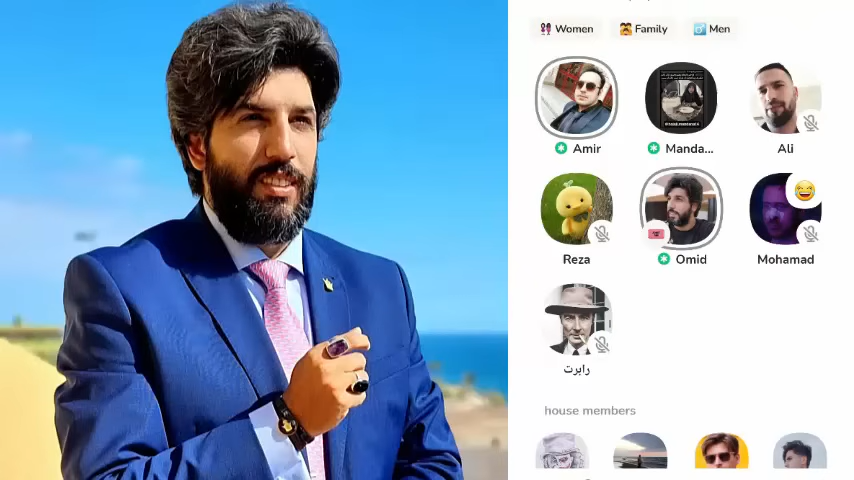 Women
Family
Men
Amir
Manda...
Ali
Reza
Omid
Mohamad
رابرت
house members